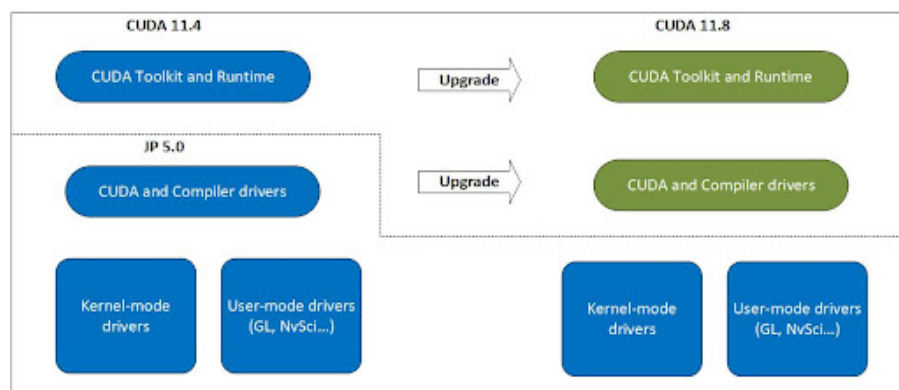 CUDA 11.4
CUDA 11.8
CUDA Toolkit and Runtime
Upgrade
CUDA Toolkit and Runtime
JP 5.0
CUDA and Compiler drivers
Upgrade
CUDA and Compiler drivers
Kernel-mode
drivers
User-mode drivers
(GL, NvSci...)
Kernel-mode
drivers
User-mode drivers
(GL, NvSci...)